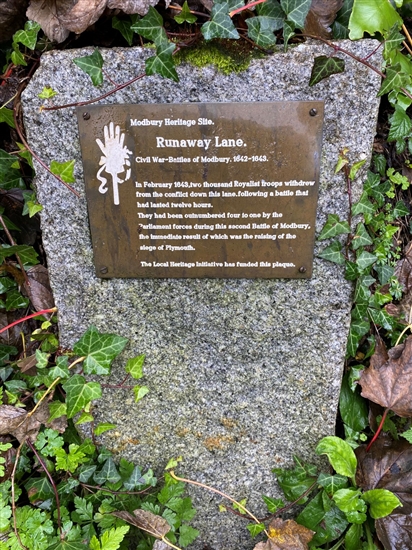 Modbury Heritage Site.
Runaway Lane.
Civil War-Battles of Modbury. 1642-1643.
In February 1643,two thousand Royalist troops withdrew
from the conflict down this lane.following a battle that
had lasted twelve hours.
They had been outnumbered four to one by the
Parliament forces during this second Battle of Modbury,
the immediate result of which was the raising of the
siege of Plymouth.
The Local Heritage Initiative has funded this plaque.